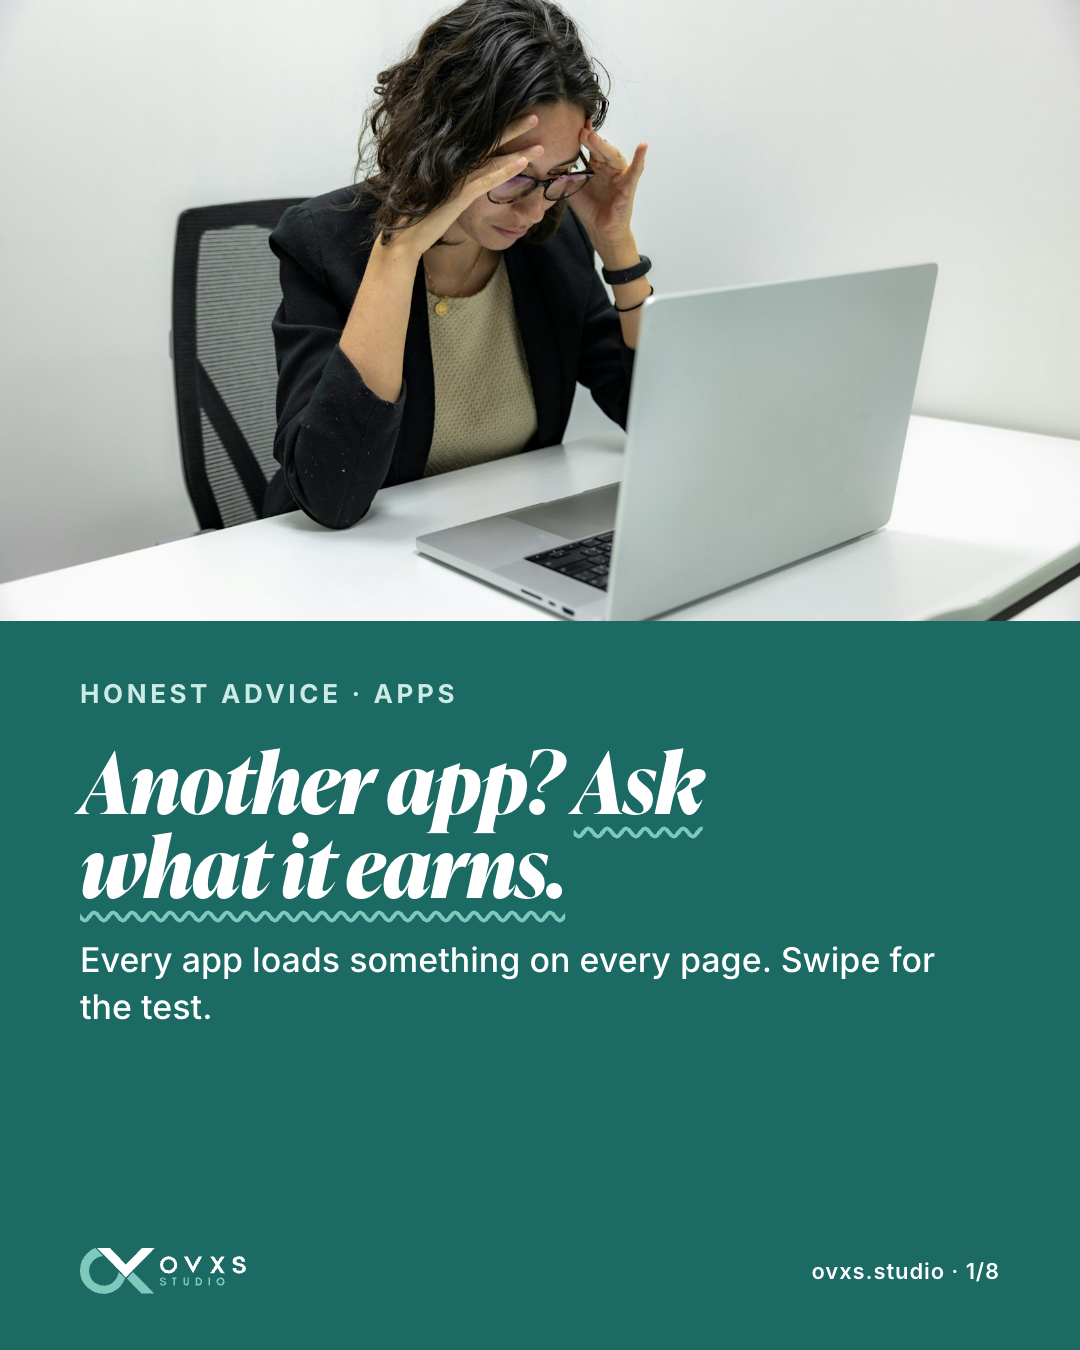 HONEST ADVICE · APPS
Another app? Ask
what it earns.
Every app loads something on every page. Swipe for
the test.
OVXS
STUDIO
ovxs.studio · 1/8